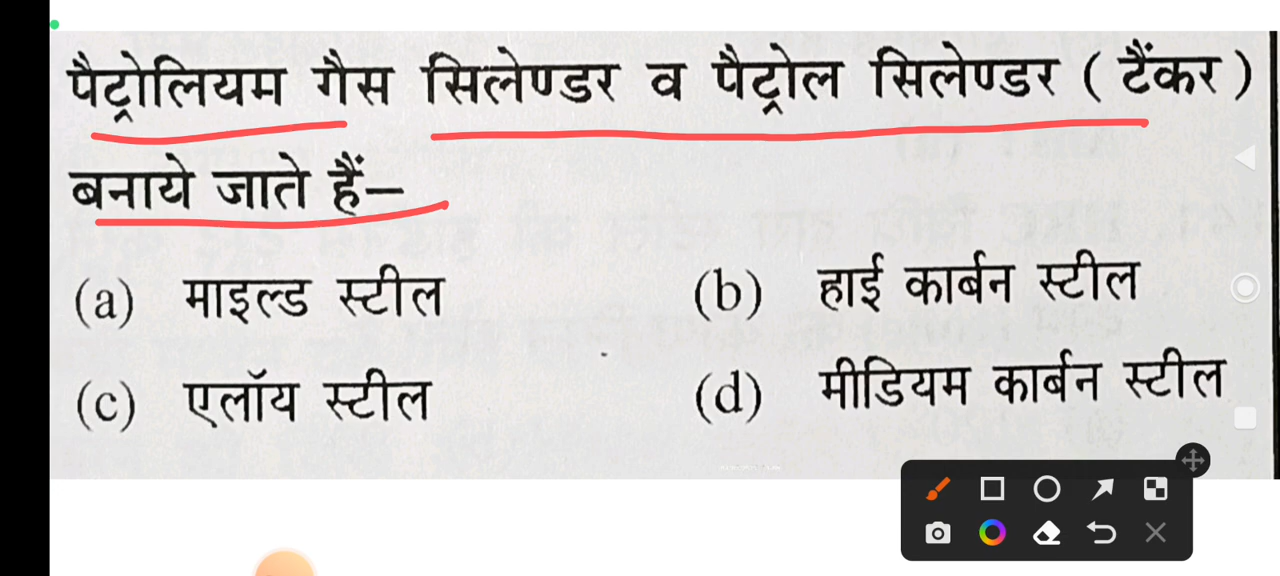 पैट्रोलियम गैस सिलेण्डर व पैट्रोल सिलेण्डर ( टैंकर )
बनाये जाते हैं–
(a) माइल्ड स्टील (b) हाई कार्बन स्टील
(c) एलॉय स्टील (d) मीडियम कार्बन स्टील